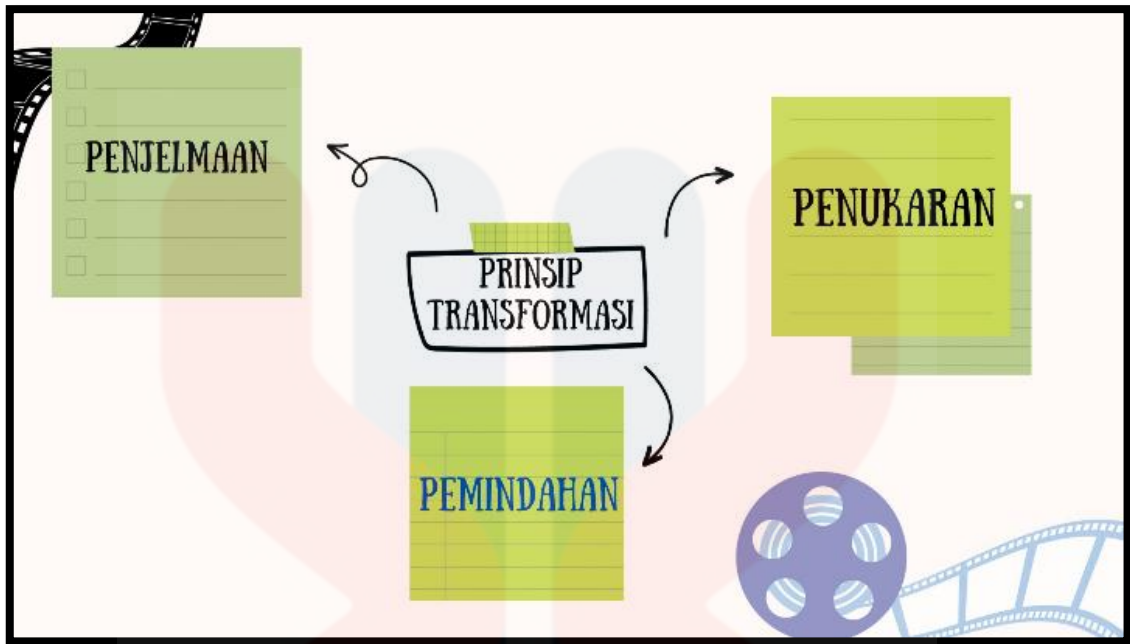 PENJELMAAN
PENUKARAN
PRINSIP
TRANSFORMASI
PEMINDAHAN